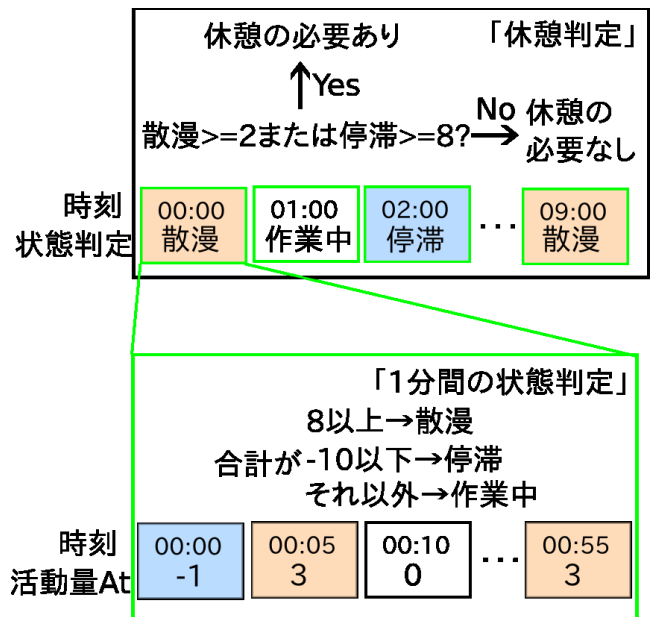 休憩の必要あり 「休憩判定」
Yes
散漫>=2または停滞>=8? No 休憩の
必要なし
時刻 00:00 01:00 02:00 ・・・ 09:00
状態判定 散漫 作業中 停滞 散漫
「1分間の状態判定」
8以上→散漫
合計が -10以下→停滞
それ以外→作業中
時刻 00:00 00:05 00:10 ・・・ 00:55
活動量At -1 3 0 3